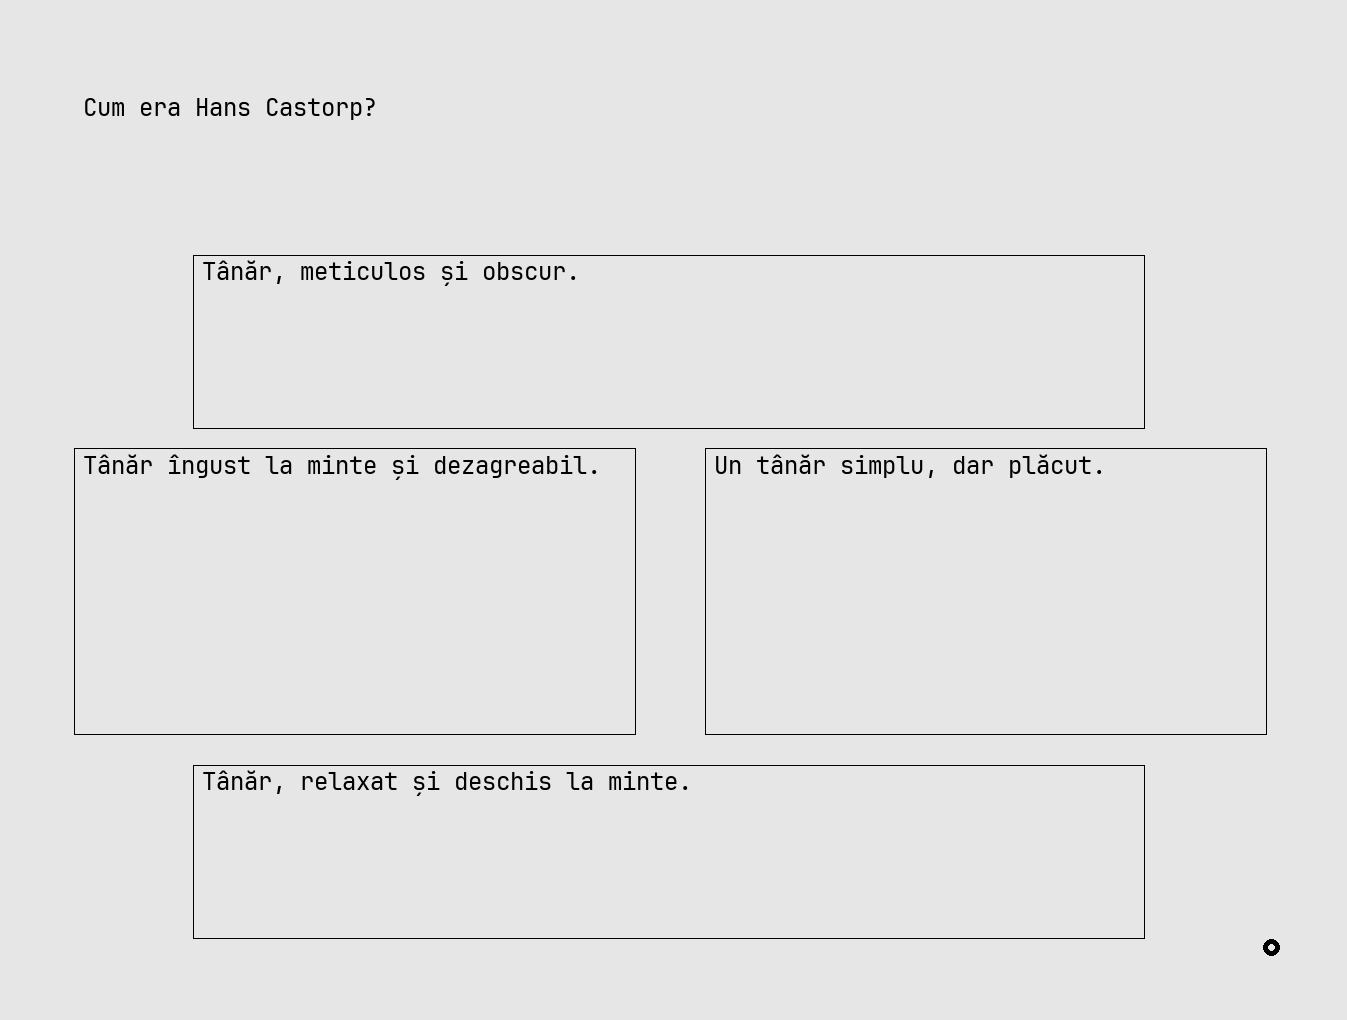 Cum era Hans Castorp?
Tânăr, meticulos și obscur.
Tânăr îngust la minte și dezagreabil.
Un tânăr simplu, dar plăcut.
Tânăr, relaxat și deschis la minte.